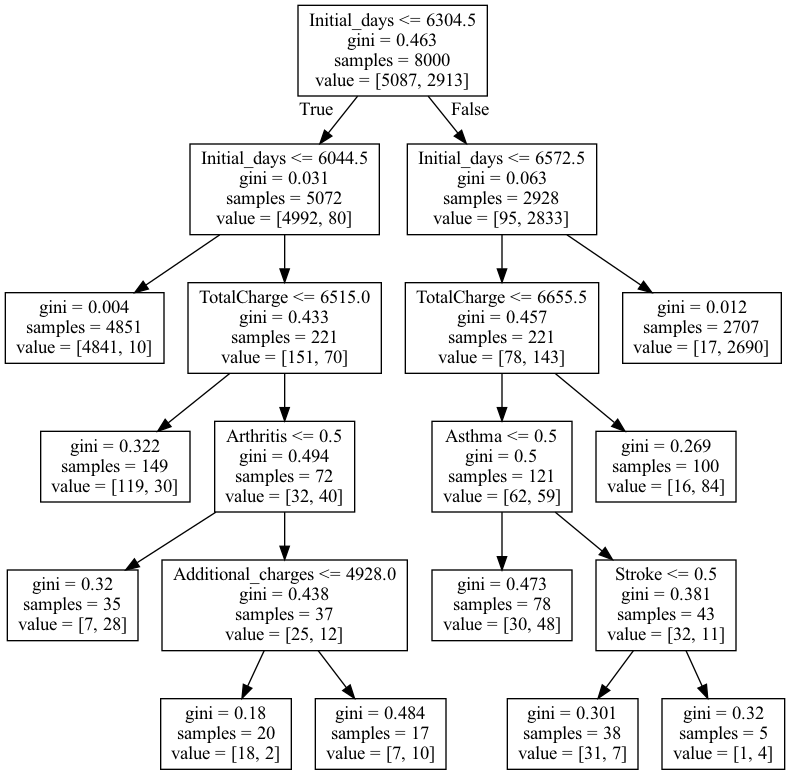 Initial_days <= 6304.5
gini = 0.463
samples = 8000
value = [5087, 2913]
True
False
Initial_days <= 6044.5
gini = 0.031
samples = 5072
value = [4992, 80]
Initial_days <= 6572.5
gini = 0.063
samples = 2928
value = [95, 2833]
gini = 0.004
samples = 4851
value = [4841, 10]
TotalCharge <= 6515.0
gini = 0.433
samples = 221
value = [151, 70]
TotalCharge <= 6655.5
gini = 0.457
samples = 221
value = [78, 143]
gini = 0.012
samples = 2707
value = [17, 2690]
gini = 0.322
samples = 149
value = [119, 30]
Arthritis <= 0.5
gini = 0.494
samples = 72
value = [32, 40]
Asthma <= 0.5
gini = 0.5
samples = 121
value = [62, 59]
gini = 0.269
samples = 100
value = [16, 84]
gini = 0.32
samples = 35
value = [7, 28]
Additional_charges <= 4928.0
gini = 0.438
samples = 37
value = [25, 12]
gini = 0.473
samples = 78
value = [30, 48]
Stroke <= 0.5
gini = 0.381
samples = 43
value = [32, 11]
gini = 0.18
samples = 20
value = [18, 2]
gini = 0.484
samples = 17
value = [7, 10]
gini = 0.301
samples = 38
value = [31, 7]
gini = 0.32
samples = 5
value = [1, 4]